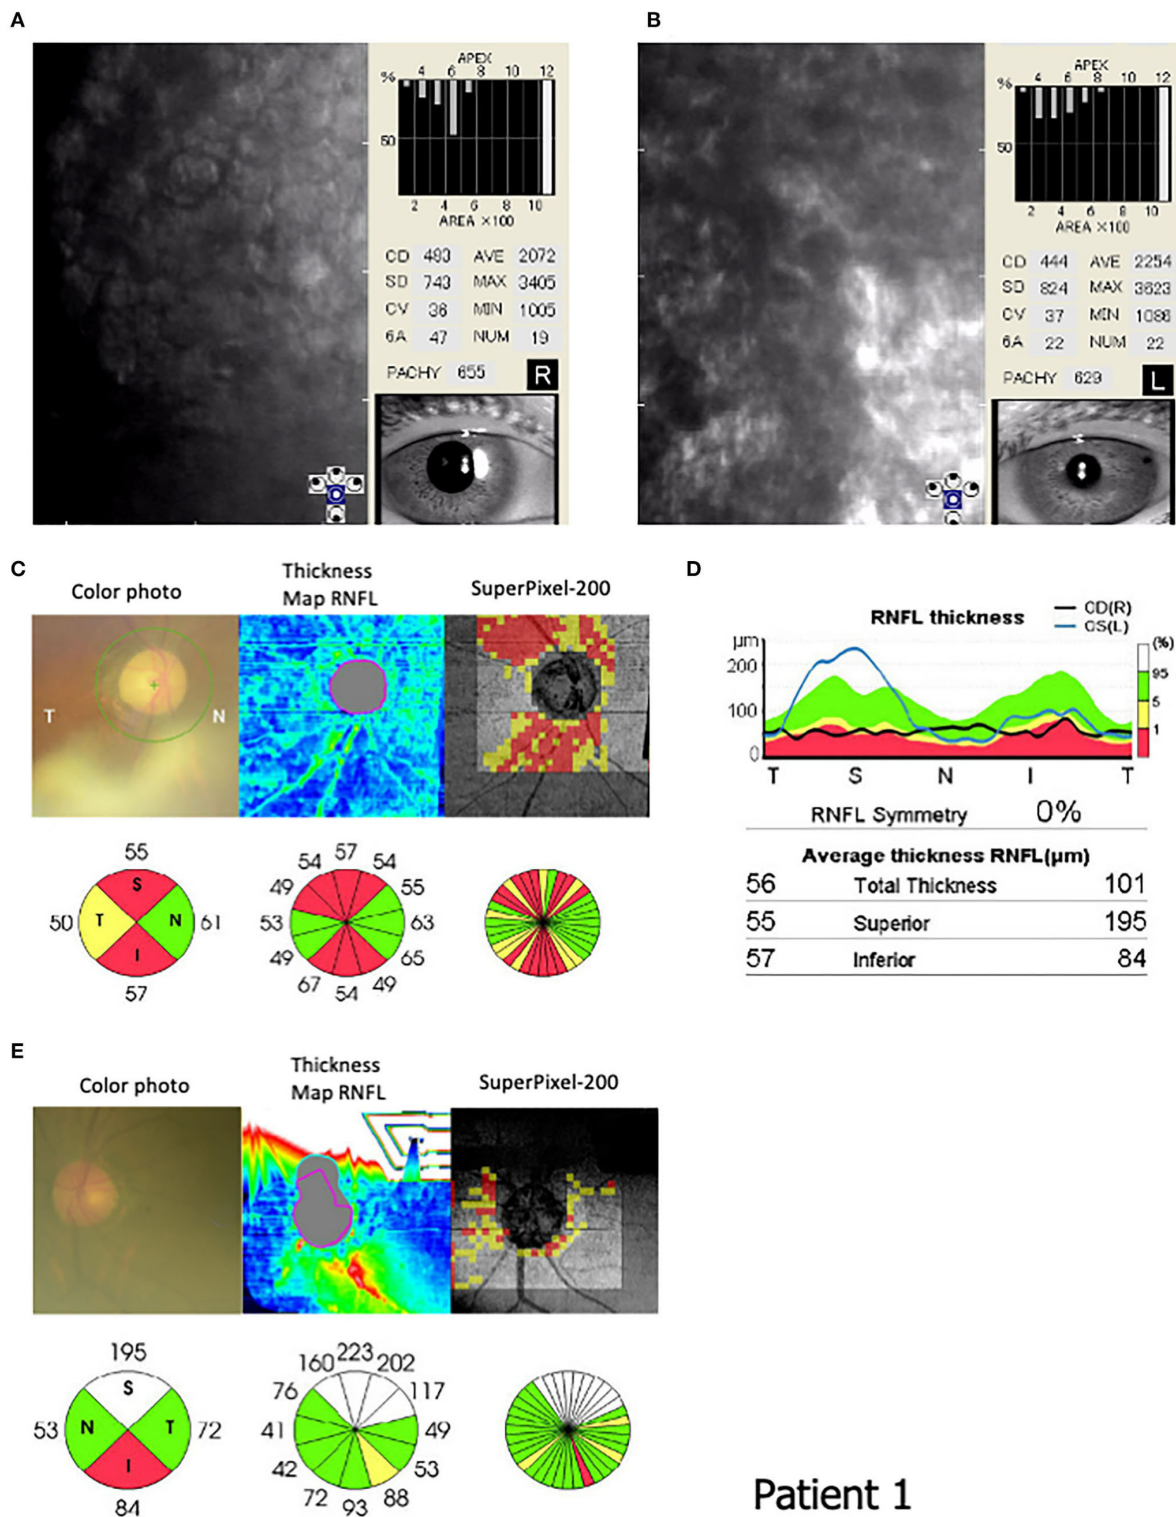 A
APEX
% 4 6 8 10 12
50
2 4 6 8 10
AREA ×100
CD 483 AVE 2072
SD 743 MAX 3405
CV 36 MIN 1005
6A 47 NUM 19
PACHY 655 R
B
APEX
% 4 6 8 10 12
50
2 4 6 8 10
AREA ×100
CD 444 AVE 2254
SD 824 MAX 3623
CV 37 MIN 1086
6A 22 NUM 22
PACHY 629 L
C
Color photo
Thickness
Map RNFL
SuperPixel-200
T N
55
S
50 T N 61
I
57
54 57 54
49 55
53 63
49 65
67 54 49
D
RNFL thickness
OD(R)
OS(L)
µm
200
100
0
(%)
95
5
1
T S N I T
RNFL Symmetry 0%
Average thickness RNFL(µm)
56 Total Thickness 101
55 Superior 195
57 Inferior 84
E
Color photo
Thickness
Map RNFL
SuperPixel-200
195
S
53 N T 72
I
84
160 223 202
76 117
41 49
42 53
72 93 88
Patient 1